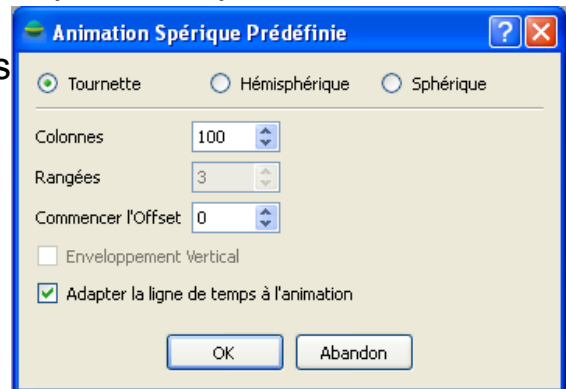 Animation Spérique Prédéfinie
s
Tournette Hémisphérique Sphérique
Colonnes 100
Rangées 3
Commencer l'Offset 0
Enveloppement Vertical
Adapter la ligne de temps à l'animation
OK Abandon